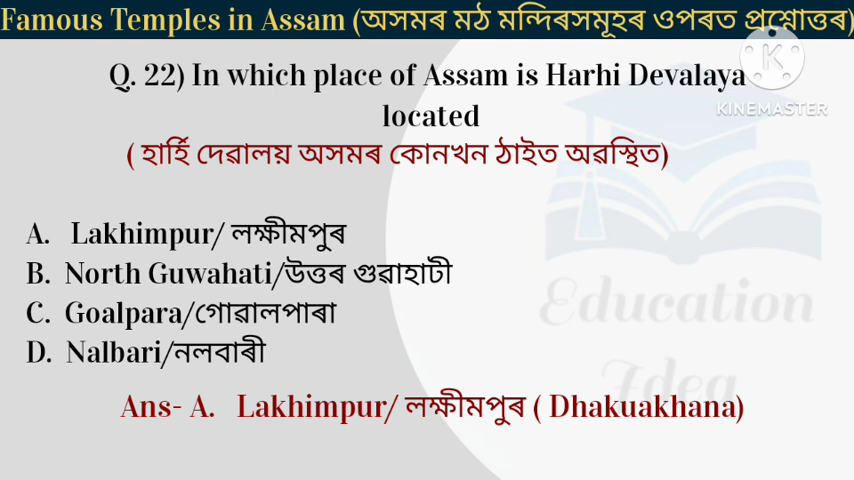 Famous Temples in Assam (অসমৰ মঠ মন্দিৰসমূহৰ ওপৰত প্ৰশ্নোত্তৰ)
KINEMASTER
Q. 22) In which place of Assam is Harhi Devalaya
located
( হাৰ্হি দেৱালয় অসমৰ কোনখন ঠাইত অৱস্থিত)
A. Lakhimpur/ লক্ষীমপুৰ
B. North Guwahati/উত্তৰ গুৱাহাটী
C. Goalpara/গোৱালপাৰা
D. Nalbari/নলবাৰী
Education
Idea
Ans- A. Lakhimpur/ লক্ষীমপুৰ ( Dhakuakhana)